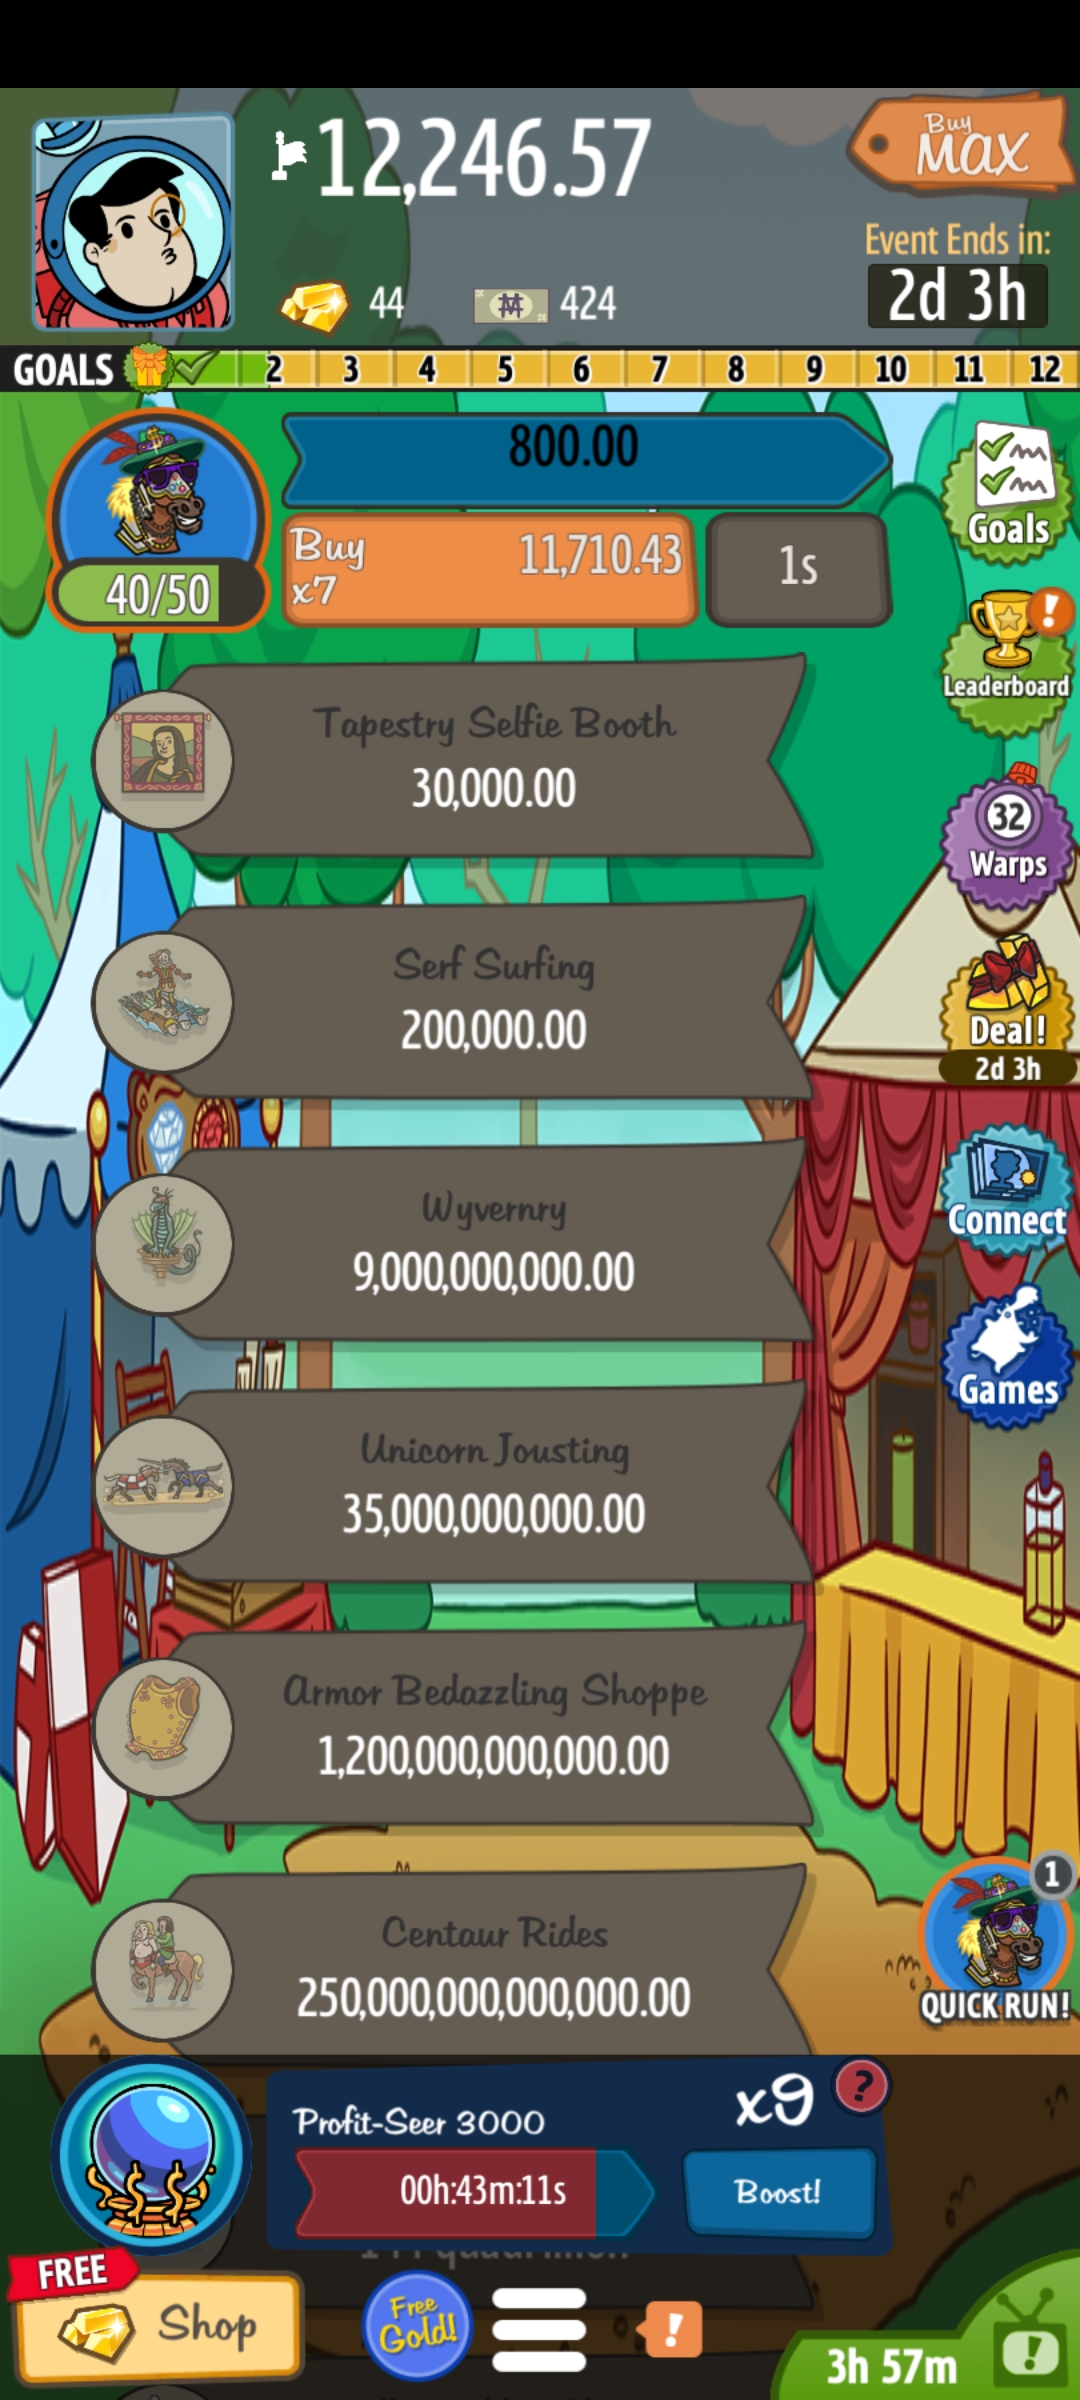 12,246.57
Buy
MAX
44
424
Event Ends in:
2d 3h
GOALS 2 3 4 5 6 7 8 9 10 11 12
800.00
Buy
x7
11,710.43
1s
40/50
Goals
!
Leaderboard
Tapestry Selfie Booth
30,000.00
32
Warps
Serf Surfing
200,000.00
Deal!
2d 3h
Wyvernry
9,000,000,000.00
Connect
Games
Unicorn Jousting
35,000,000,000.00
Armor Bedazzling Shoppe
1,200,000,000,000.00
Centaur Rides
250,000,000,000,000.00
1
QUICK RUN!
Profit-Seer 3000
x9
?
00h:43m:11s
Boost!
FREE
Shop
Free
Gold!
!
3h 57m
!